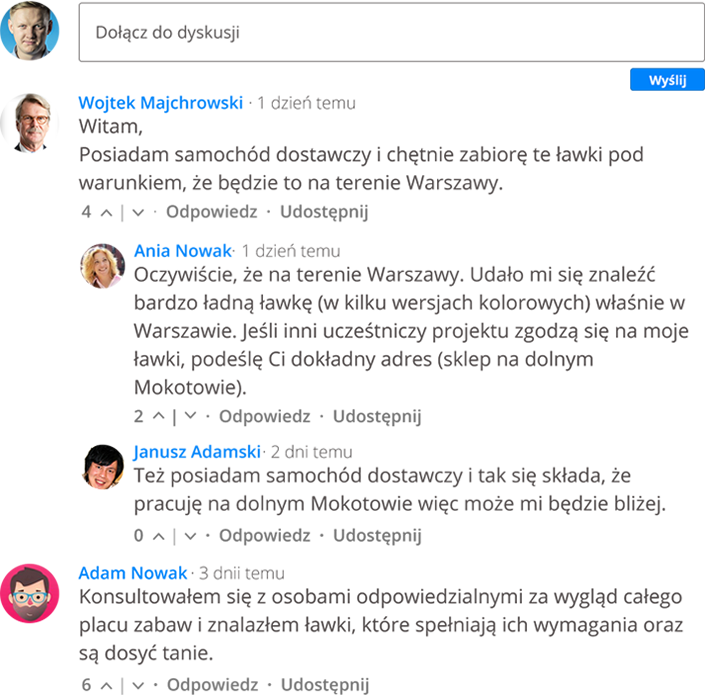 Dołącz do dyskusji
Wyślij
Wojtek Majchrowski · 1 dzień temu
Witam,
Posiadam samochód dostawczy i chętnie zabiorę te ławki pod
warunkiem, że będzie to na terenie Warszawy.
4 | · Odpowiedz · Udostępnij
Ania Nowak· 1 dzień temu
Oczywiście, że na terenie Warszawy. Udało mi się znaleźć
bardzo ładną ławkę (w kilku wersjach kolorowych) właśnie w
Warszawie. Jeśli inni ucześtniczy projektu zgodzą się na moje
ławki, podeślę Ci dokładny adres (sklep na dolnym
Mokotowie).
2 | · Odpowiedz · Udostępnij
Janusz Adamski· 2 dni temu
Też posiadam samochód dostawczy i tak się składa, że
pracuję na dolnym Mokotowie więc może mi będzie bliżej.
0 | · Odpowiedz · Udostępnij
Adam Nowak · 3 dnii temu
Konsultowałem się z osobami odpowiedzialnymi za wygląd całego
placu zabaw i znalazłem ławki, które spełniają ich wymagania oraz
są dosyć tanie.
6 | · Odpowiedz · Udostępnij